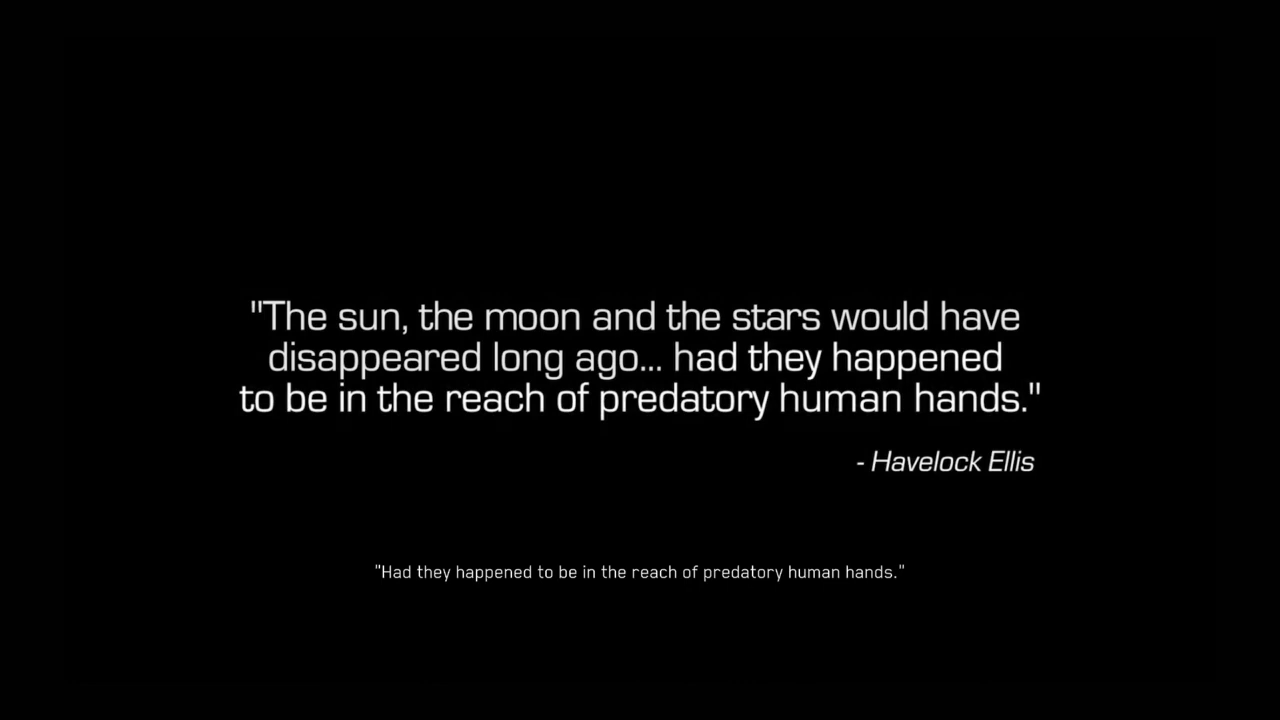 "The sun, the moon and the stars would have
disappeared long ago... had they happened
to be in the reach of predatory human hands."
- Havelock Ellis
"Had they happened to be in the reach of predatory human hands."